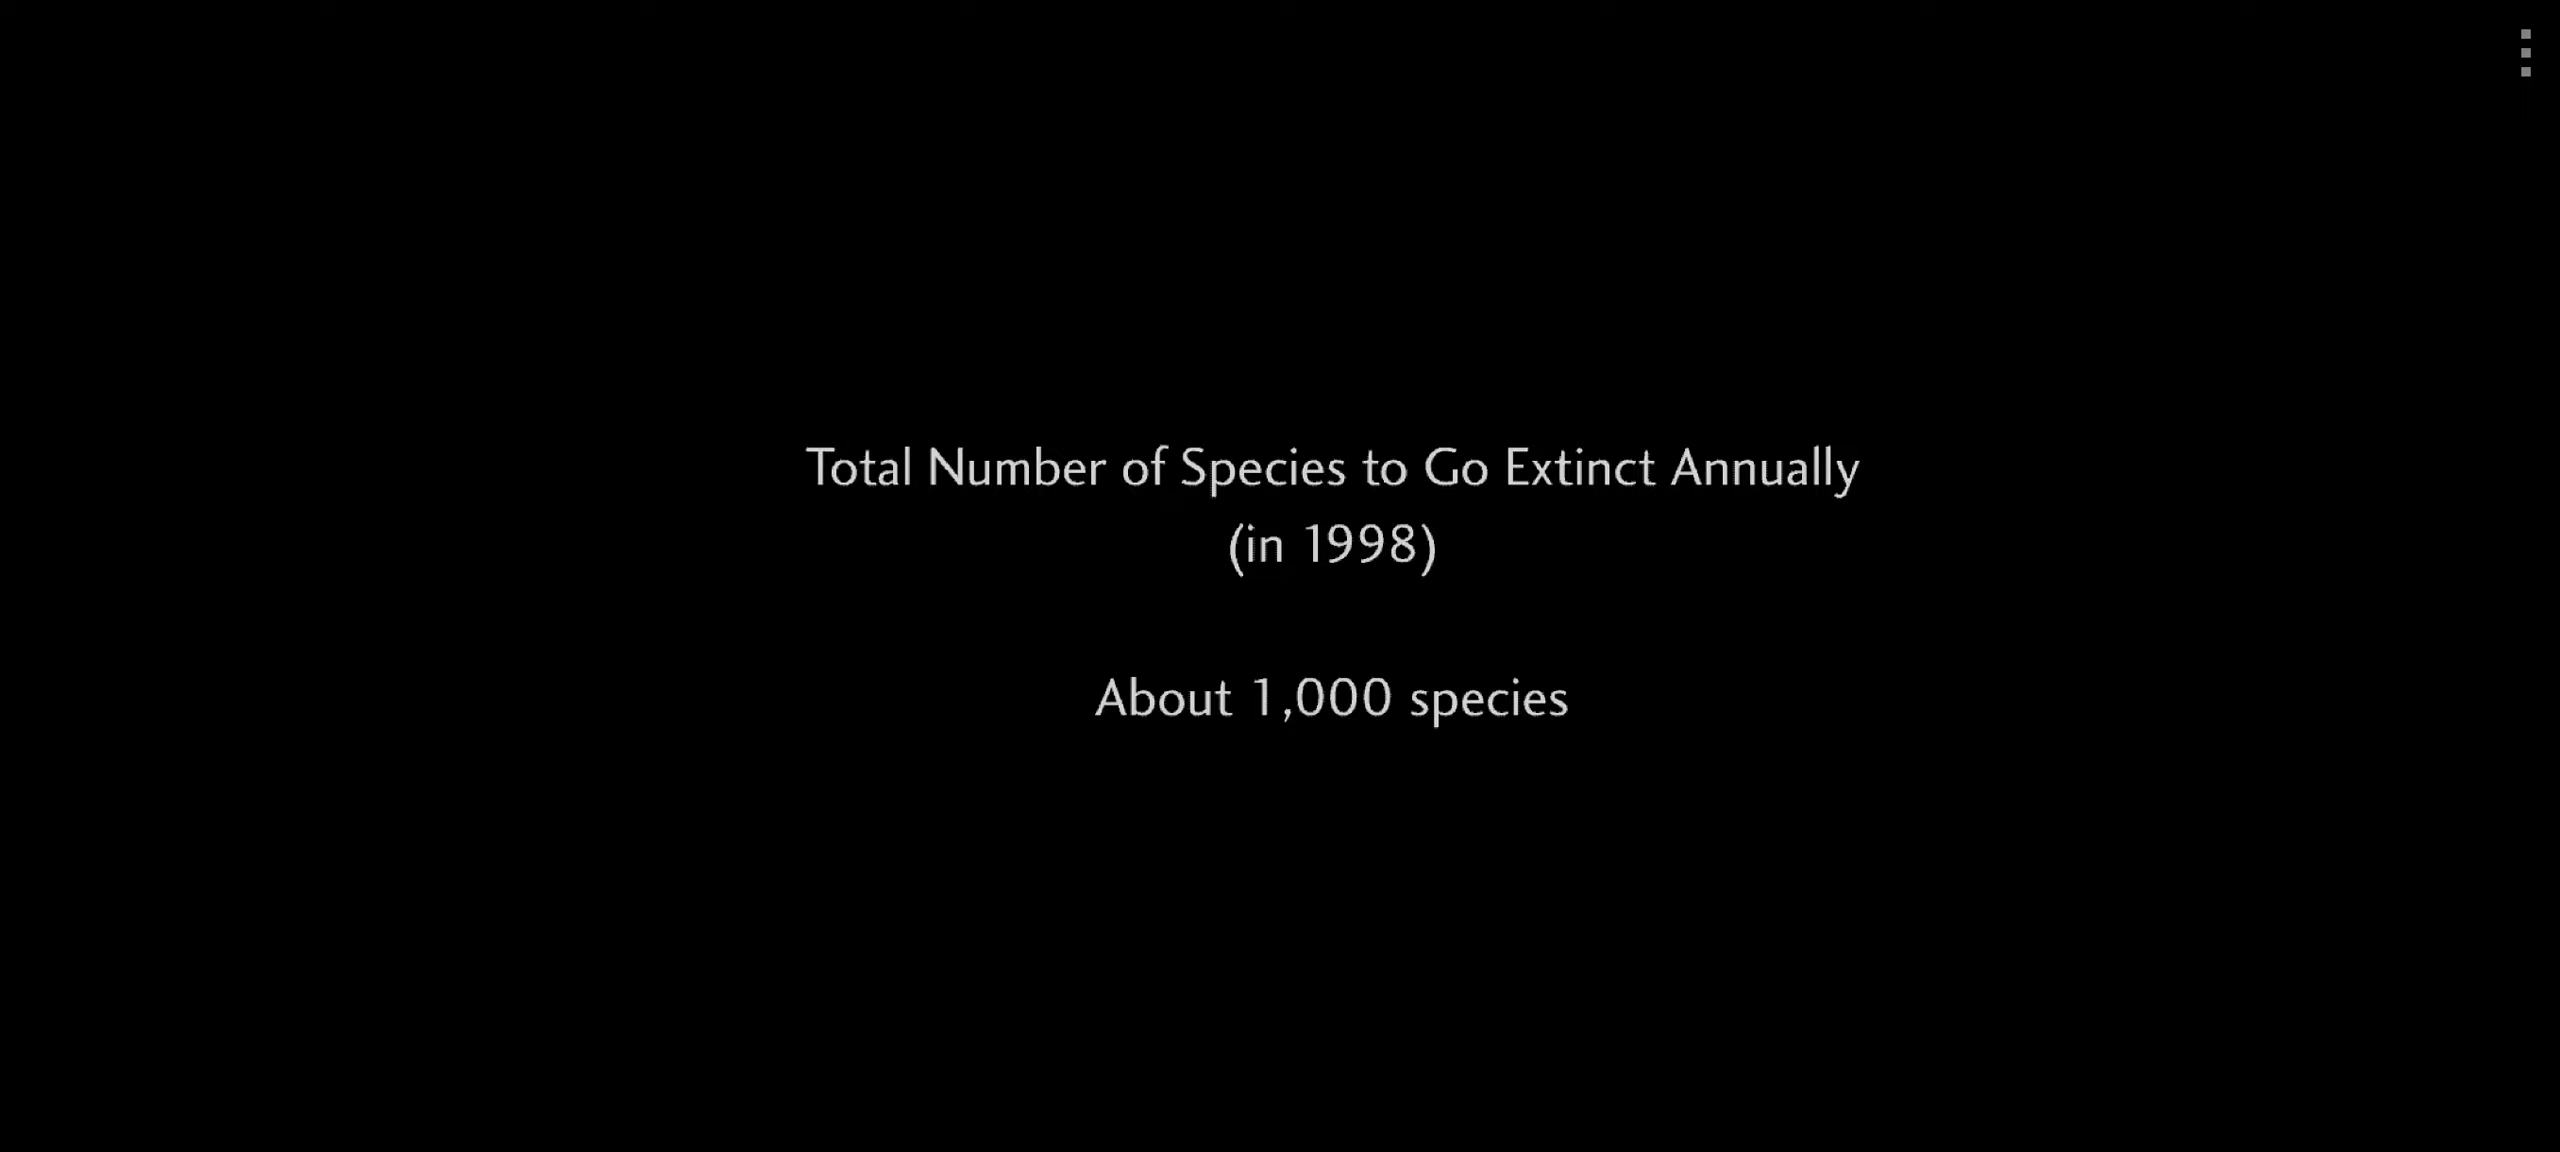 Total Number of Species to Go Extinct Annually
(in 1998)
About 1,000 species